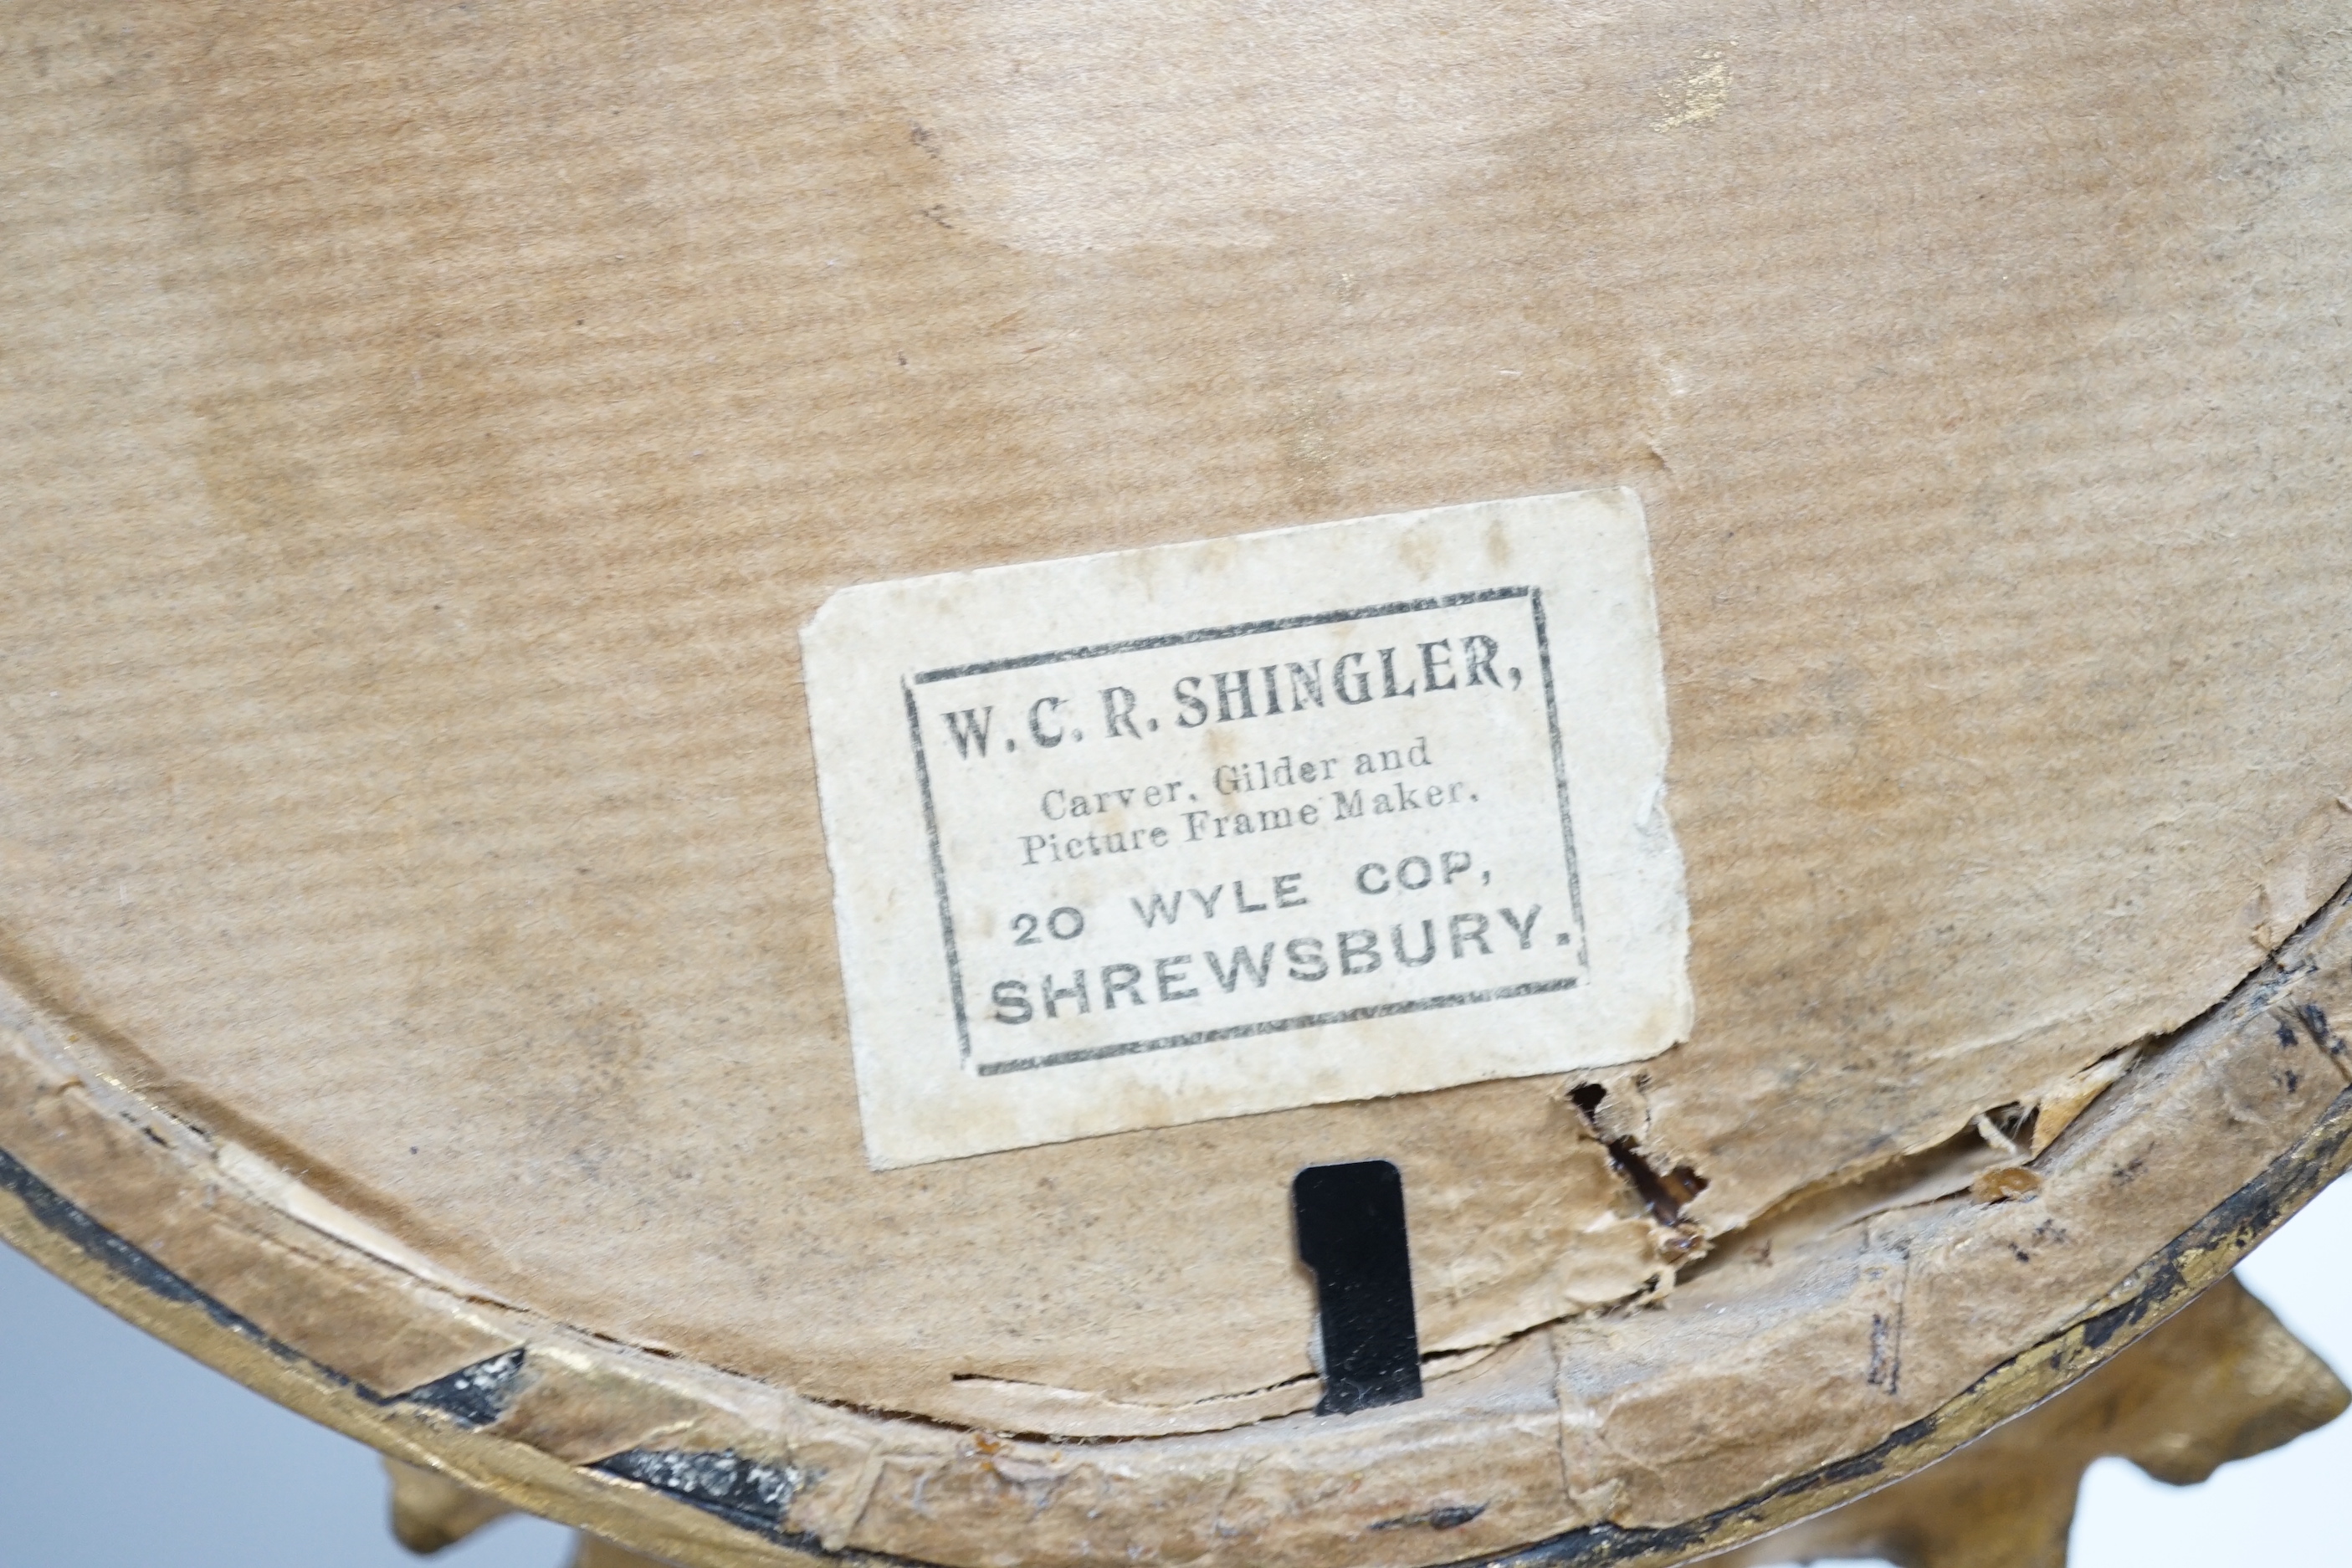 W. C. R. SHINGLER,
Carver, Gilder and
Picture Frame Maker.
20 WYLE COP,
SHREWSBURY.